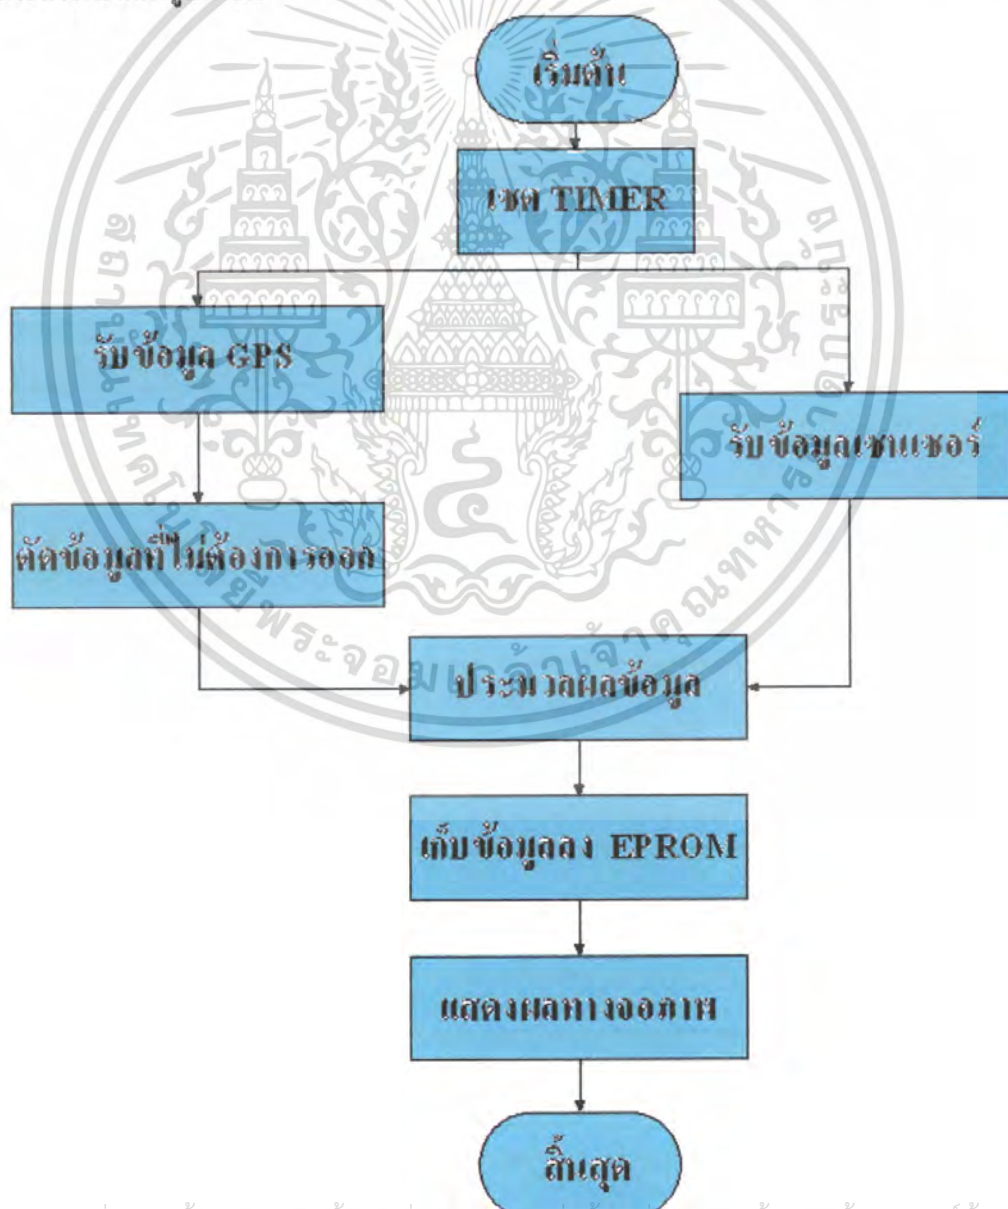 เริ่มต้น
เซต TIMER
รับข้อมูล GPS
รับข้อมูลเซนเซอร์
ตัดข้อมูลที่ไม่ต้องการออก
ประมวลผลข้อมูล
เก็บข้อมูลลง EPROM
แสดงผลทางจอภาพ
สิ้นสุด